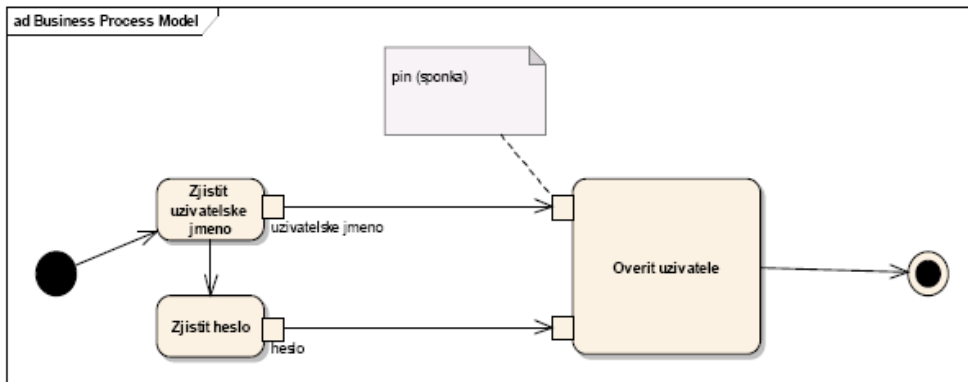 ad Business Process Model
pin (sponka)
Zjistit
uzivatelske
jmeno
uzivatelske jmeno
Overit uzivatele
Zjistit heslo
heslo